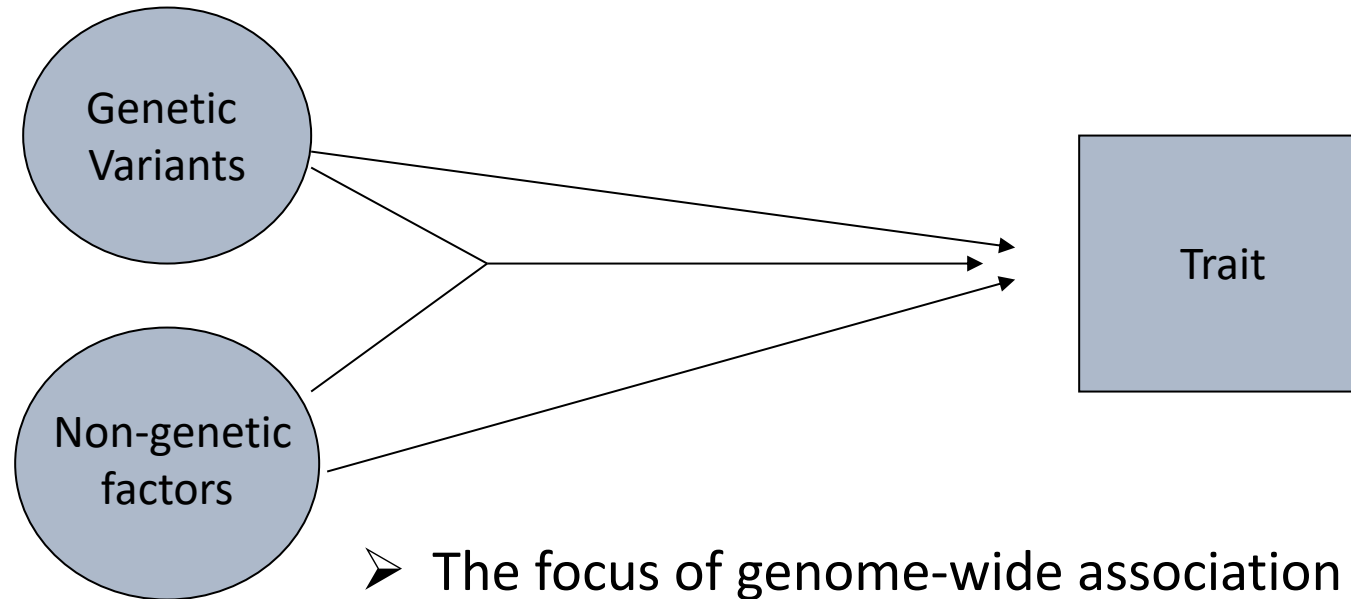 Genetic
Variants
Trait
Non-genetic
factors
➢ The focus of genome-wide association